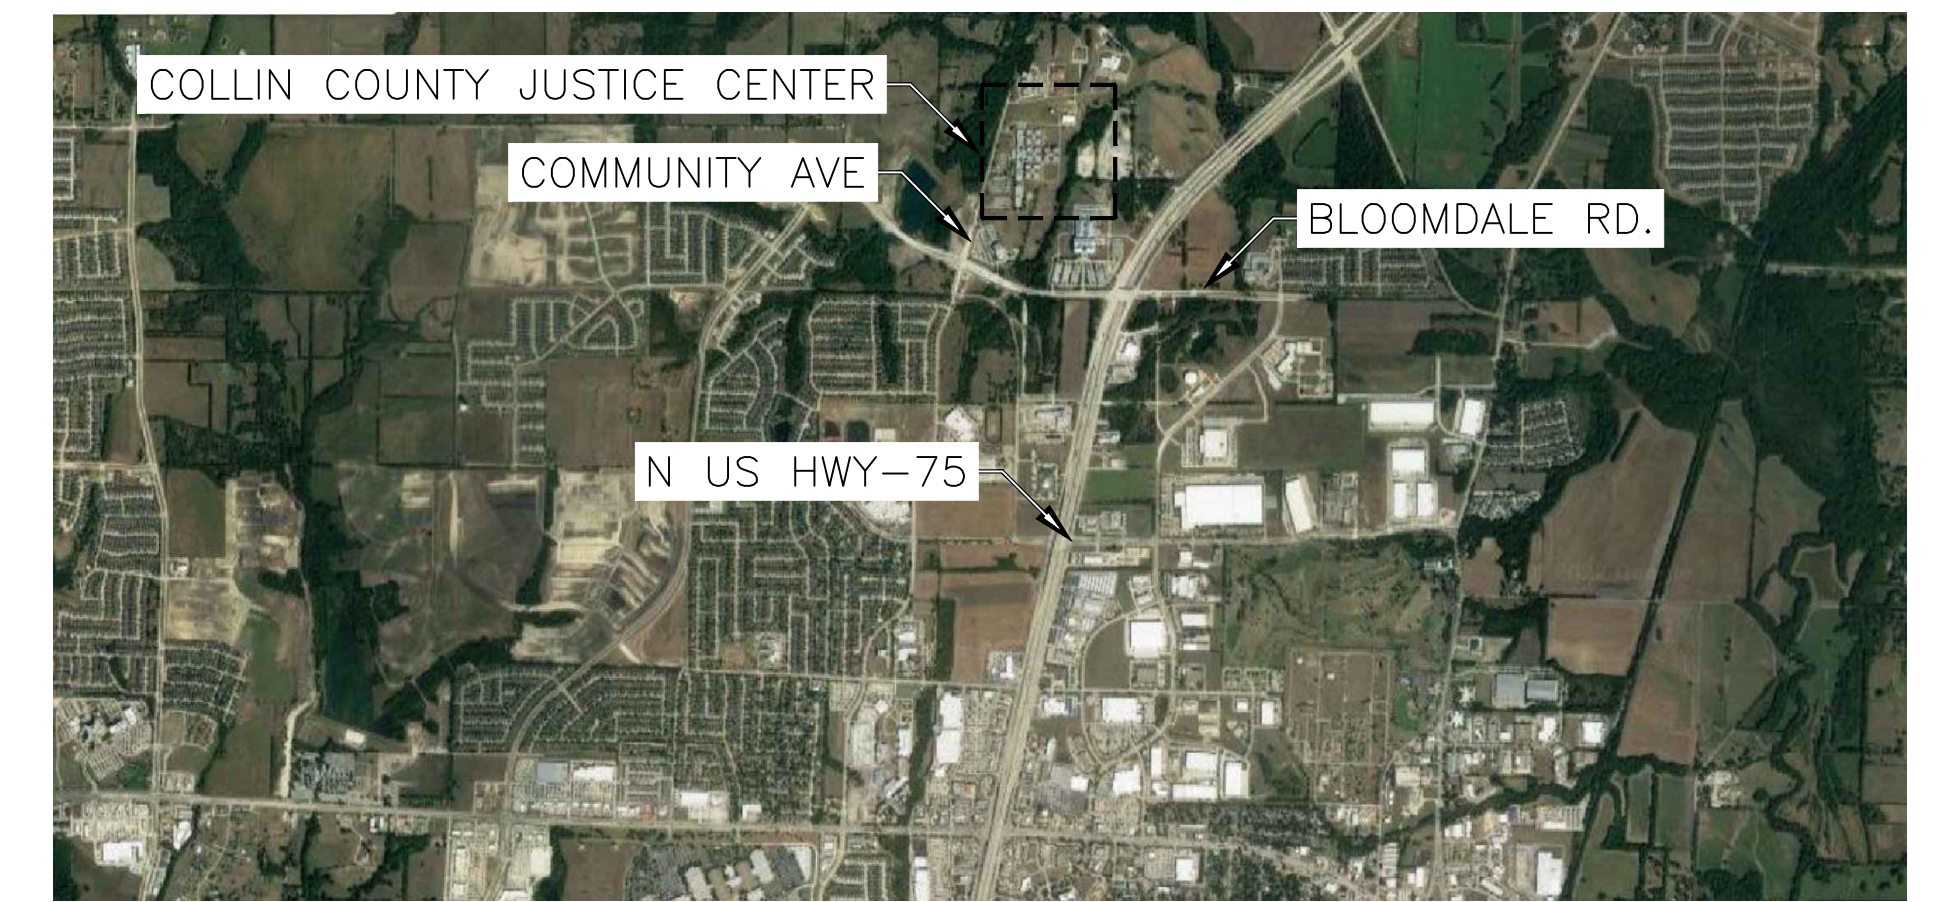 COLLIN COUNTY JUSTICE CENTER
COMMUNITY AVE
BLOOMDALE RD.
N US HWY-75